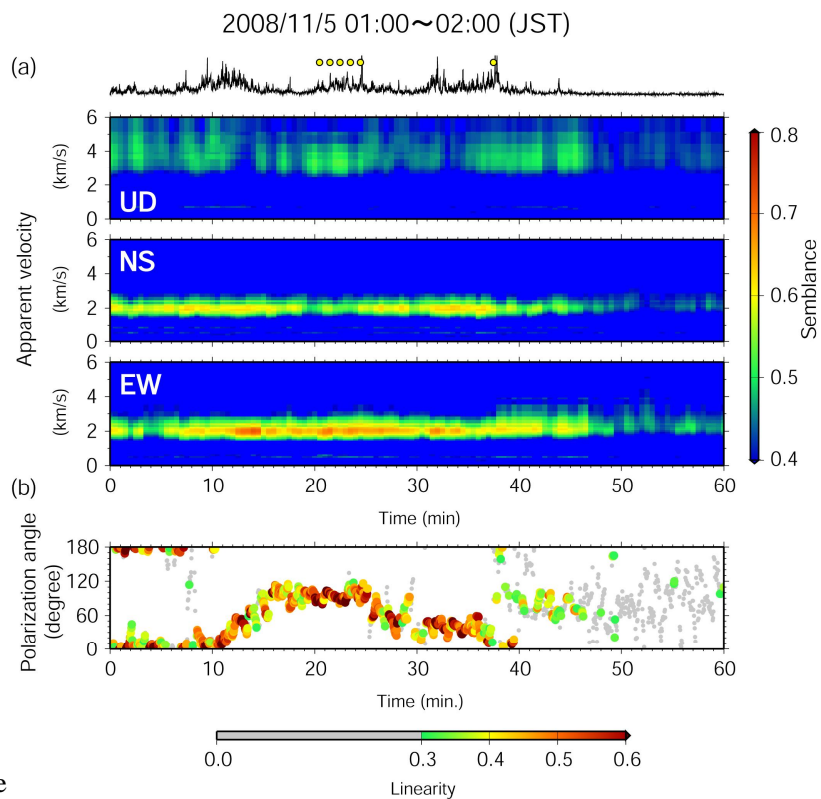 2008/11/5 01:00〜02:00 (JST)
(a)
6
4
2
0
(km/s)
UD
6
4
2
0
(km/s)
NS
6
4
2
0
(km/s)
EW
Apparent velocity
0 10 20 30 40 50 60
Time (min)
0.8
0.7
0.6
0.5
0.4
Semblance
(b)
180
120
60
0
Polarization angle
(degree)
0 10 20 30 40 50 60
Time (min.)
0.0 0.3 0.4 0.5 0.6
Linearity
e